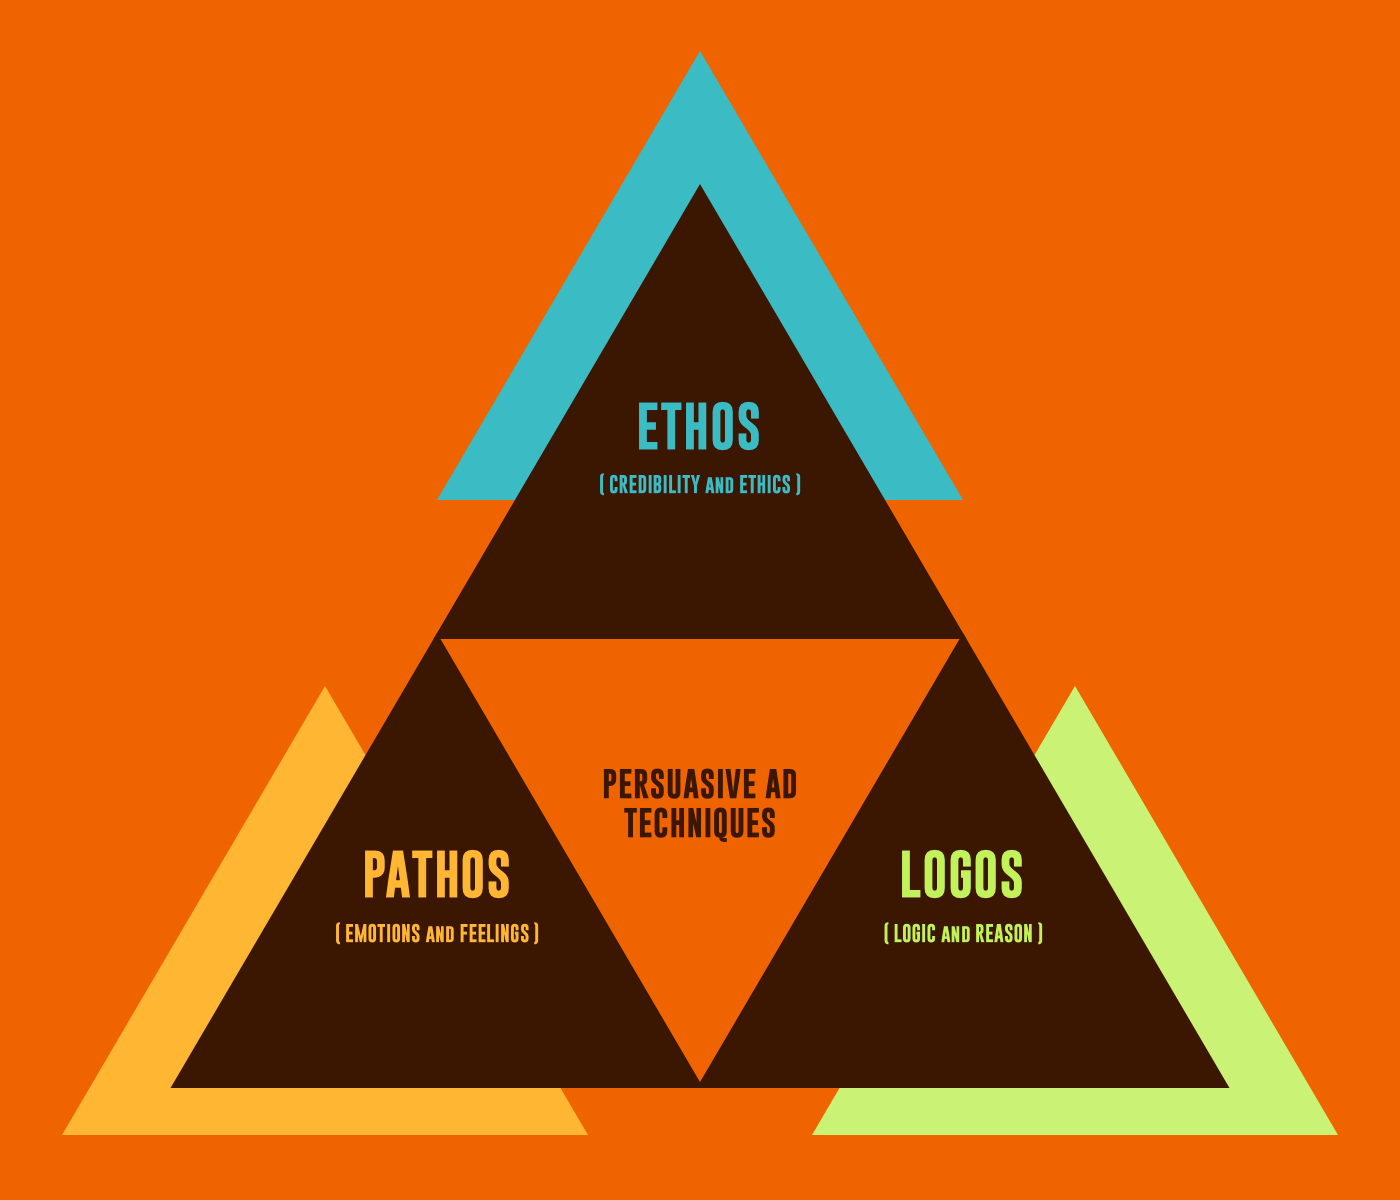 ETHOS
( CREDIBILITY AND ETHICS )
PERSUASIVE AD
TECHNIQUES
PATHOS
( EMOTIONS AND FEELINGS )
LOGOS
( LOGIC AND REASON )